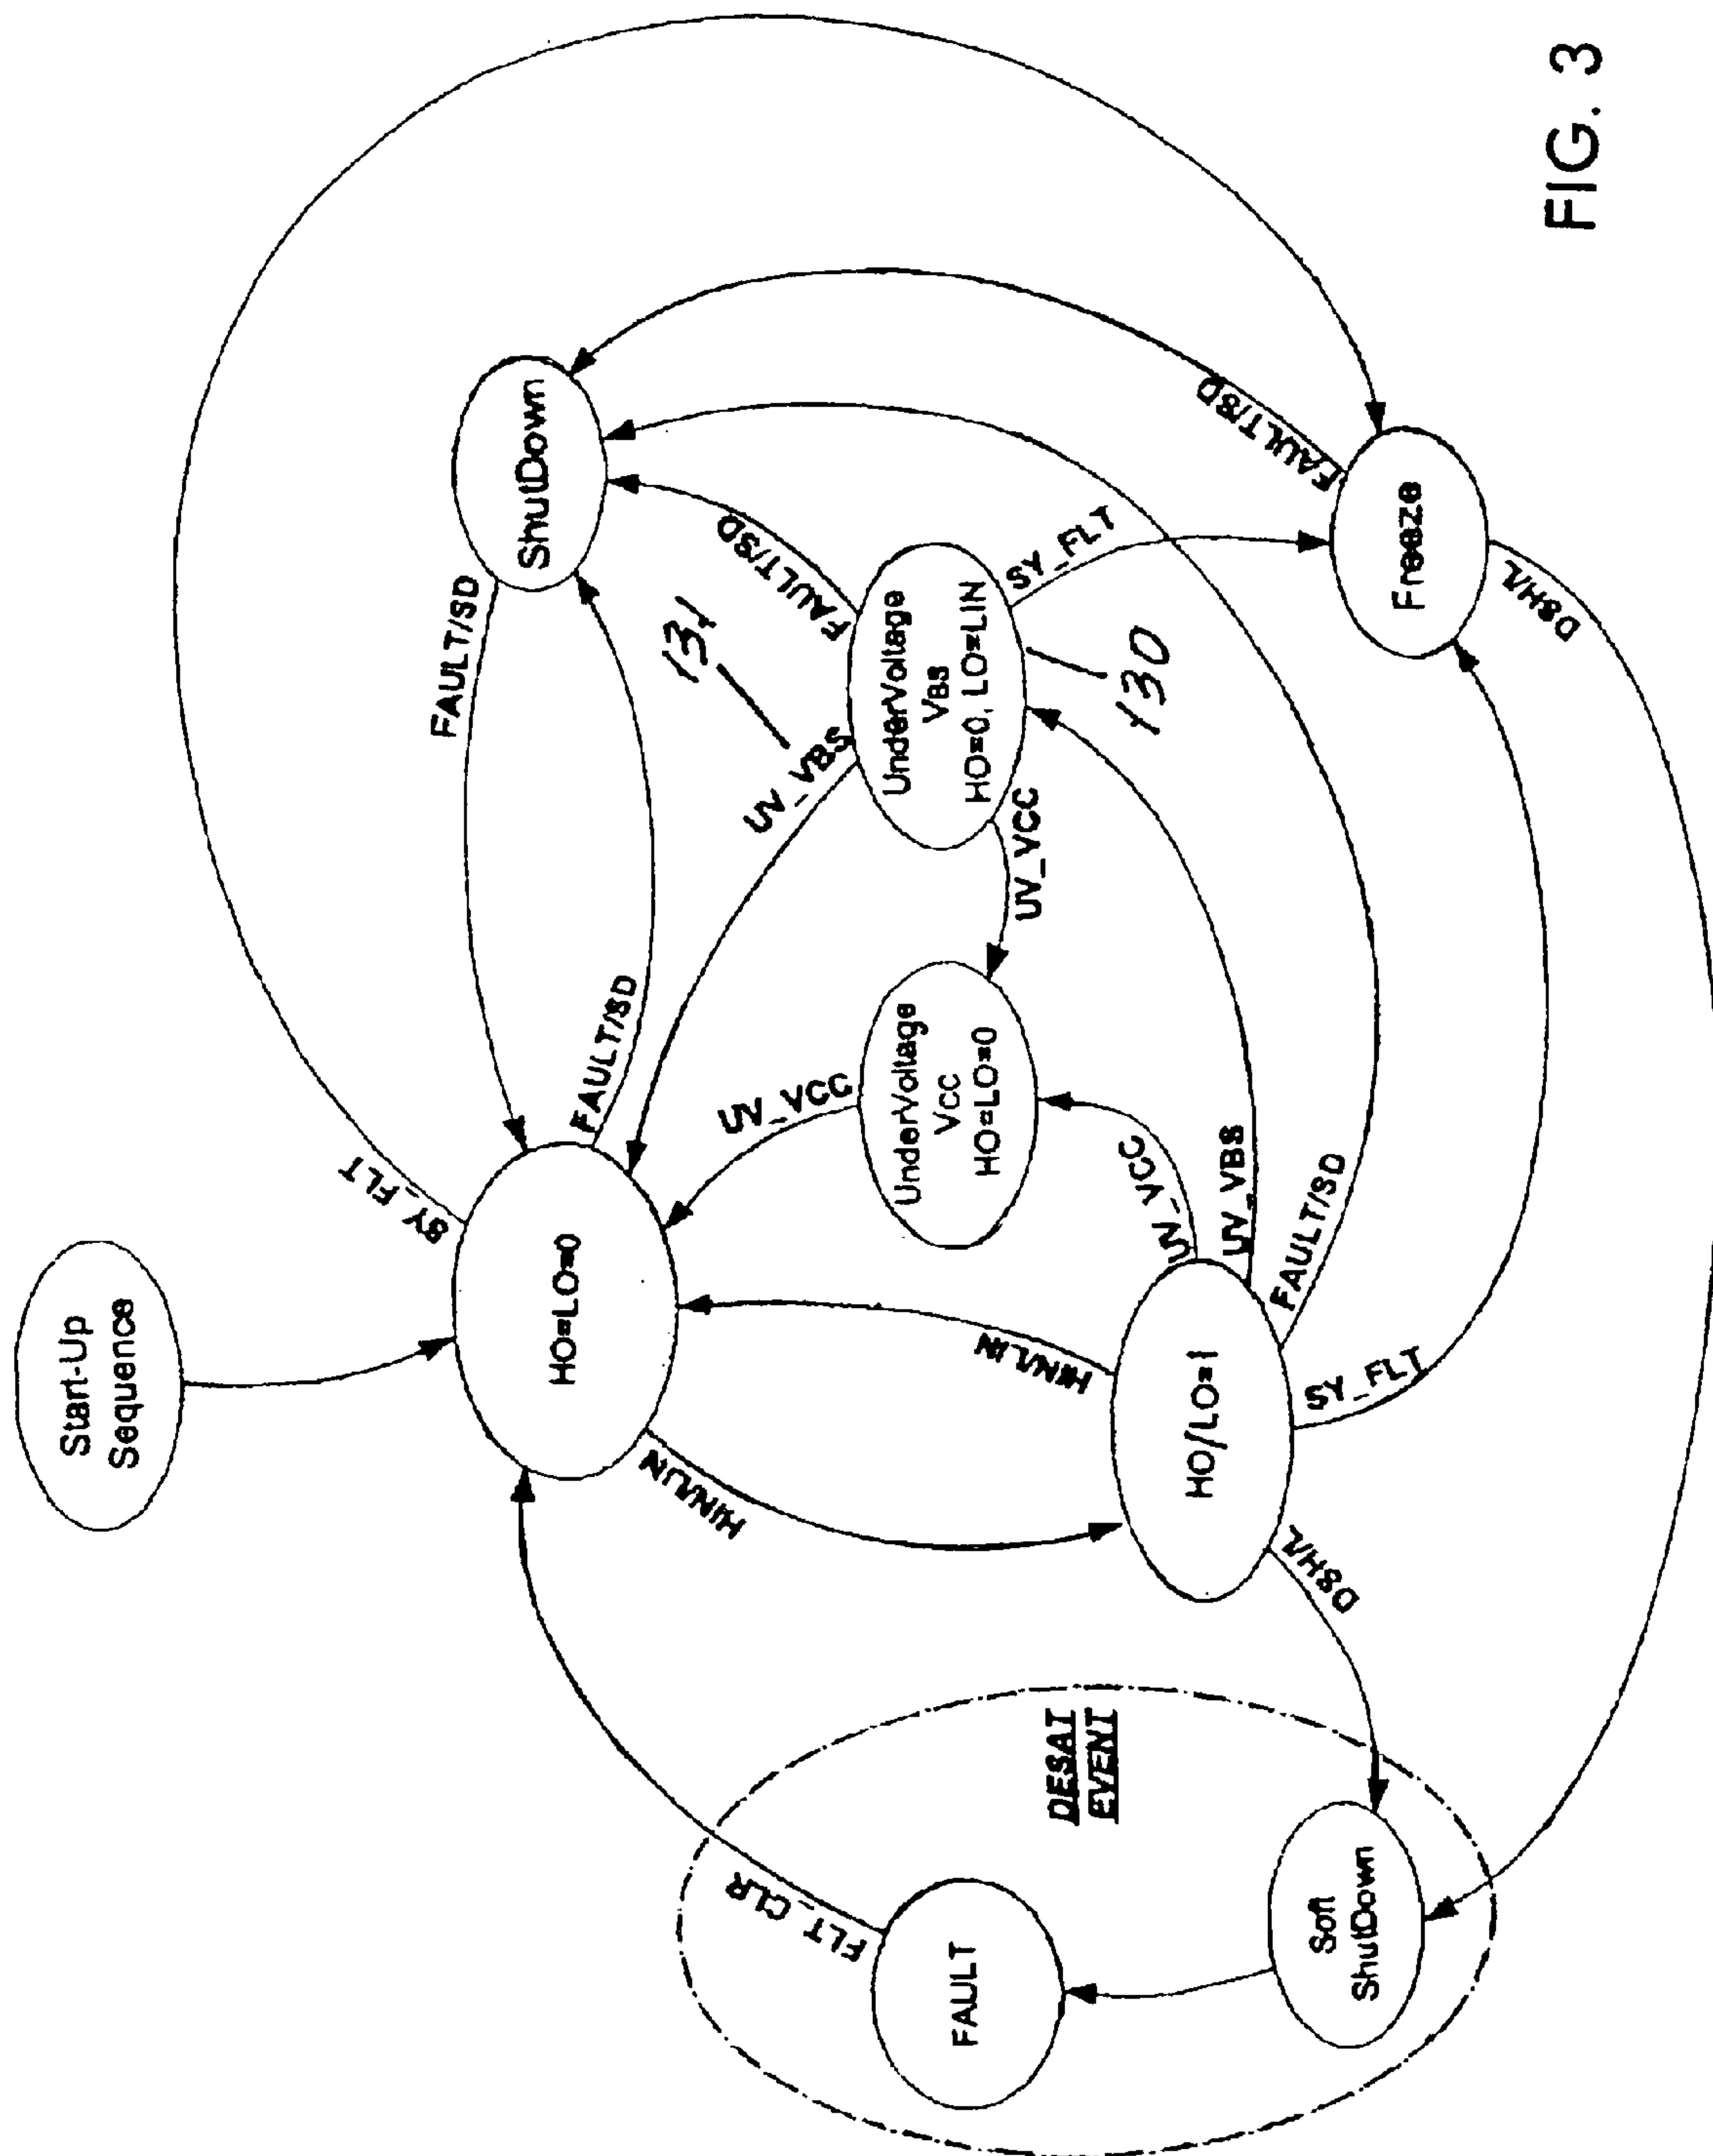 Start-Up
Sequence
SY_FLT
FAULT/SD
ShutDown
HO=LO=0
FAULT/SD
HIN/LIN
HIN/LIN
FLT_CLR
UV_VCC
UV_VBS
131
FAULT/SD
UnderVoltage
VCC
HO=LO=0
UnderVoltage
VBS
HO=0, LO=LIN
UV_VCC
SY_FLT
130
FAULT/SD
FAULT
DESAT
EVENT
HO/LO=1
UV_VCC
UV_VBS
FAULT/SD
SY_FLT
DSH/L
Soft
ShutDown
Freeze
DSH/L
FIG. 3